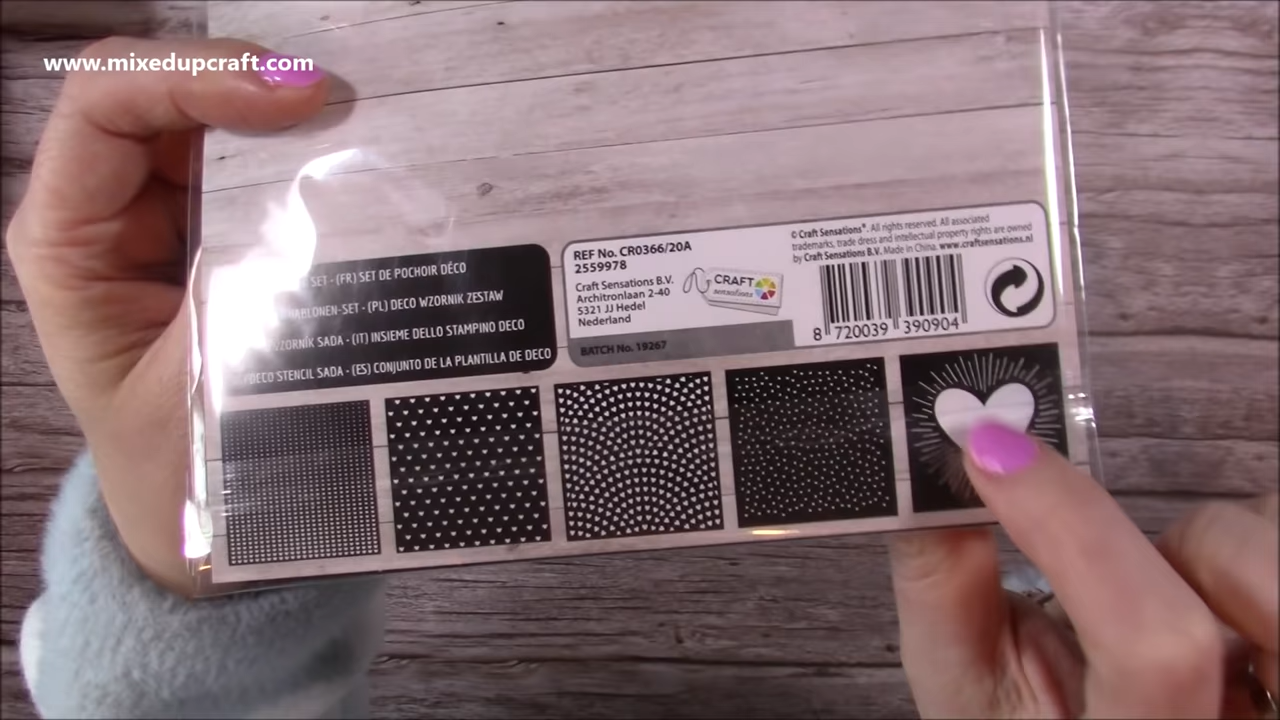 www.mixedupcraft.com
SET - (FR) SET DE POCHOIR DÉCO
NABLONEN-SET - (PL) DECO WZORNIK ZESTAW
WZORNÍK SADA - (IT) INSIEME DELLO STAMPINO DECO
DECO STENCIL SADA - (ES) CONJUNTO DE LA PLANTILLA DE DECO
REF No. CR0366/20A
2559978
Craft Sensations B.V.
Architronlaan 2-40
5321 JJ Hedel
Nederland
BATCH No. 19267
CRAFT
sensations
© Craft Sensations®. All rights reserved. All associated
trademarks, trade dress and intellectual property rights are owned
by Craft Sensations B.V. Made in China. www.craftsensations.nl
8 720039 390904